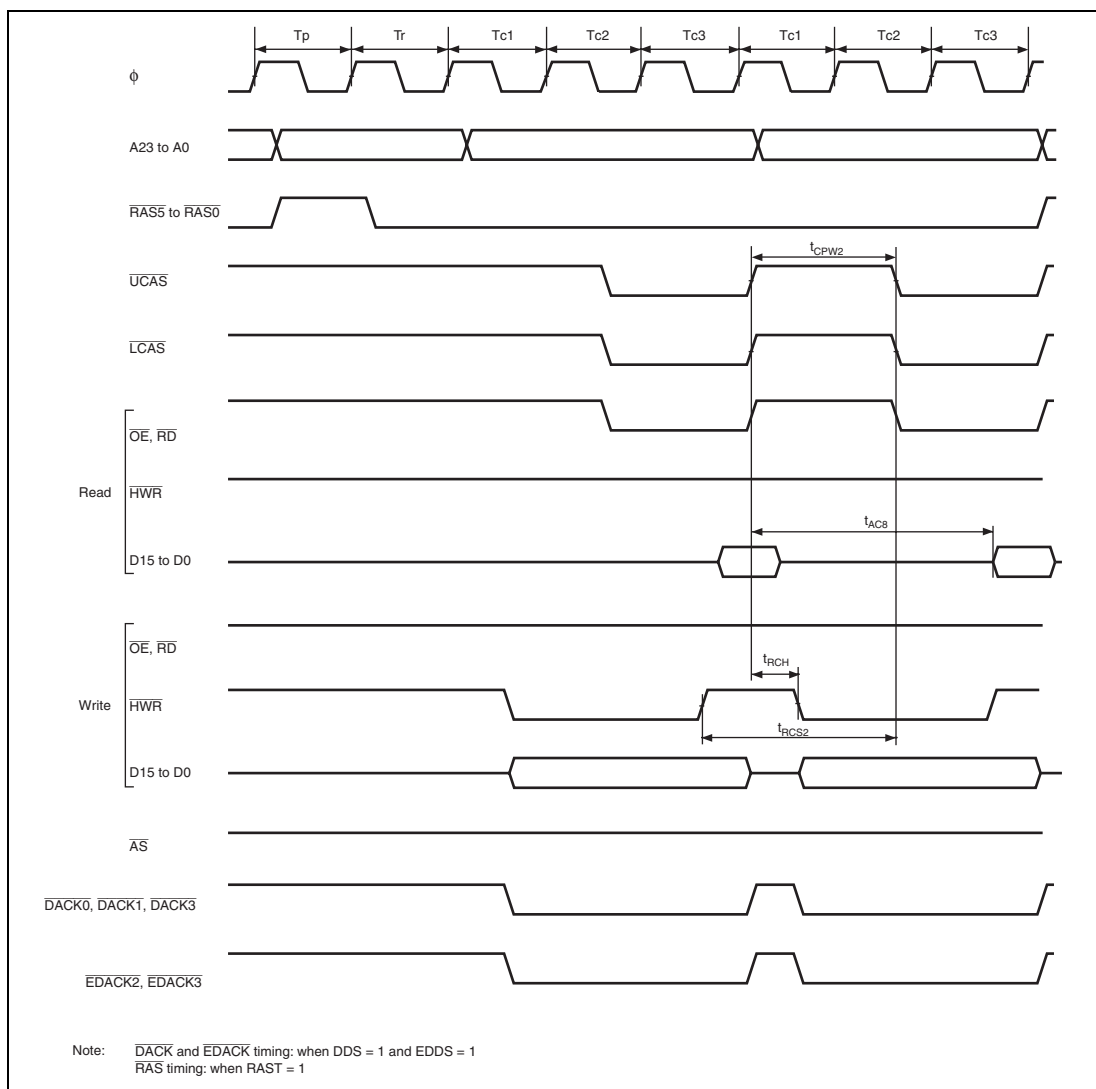 Tp Tr Tc1 Tc2 Tc3 Tc1 Tc2 Tc3
ϕ
A23 to A0
RAS5 to RAS0
tCPW2
UCAS
LCAS
OE, RD
Read
HWR
tAC8
D15 to D0
OE, RD
tRCH
Write
HWR
tRCS2
D15 to D0
AS
DACK0, DACK1, DACK3
EDACK2, EDACK3
Note: DACK and EDACK timing: when DDS = 1 and EDDS = 1
RAS timing: when RAST = 1